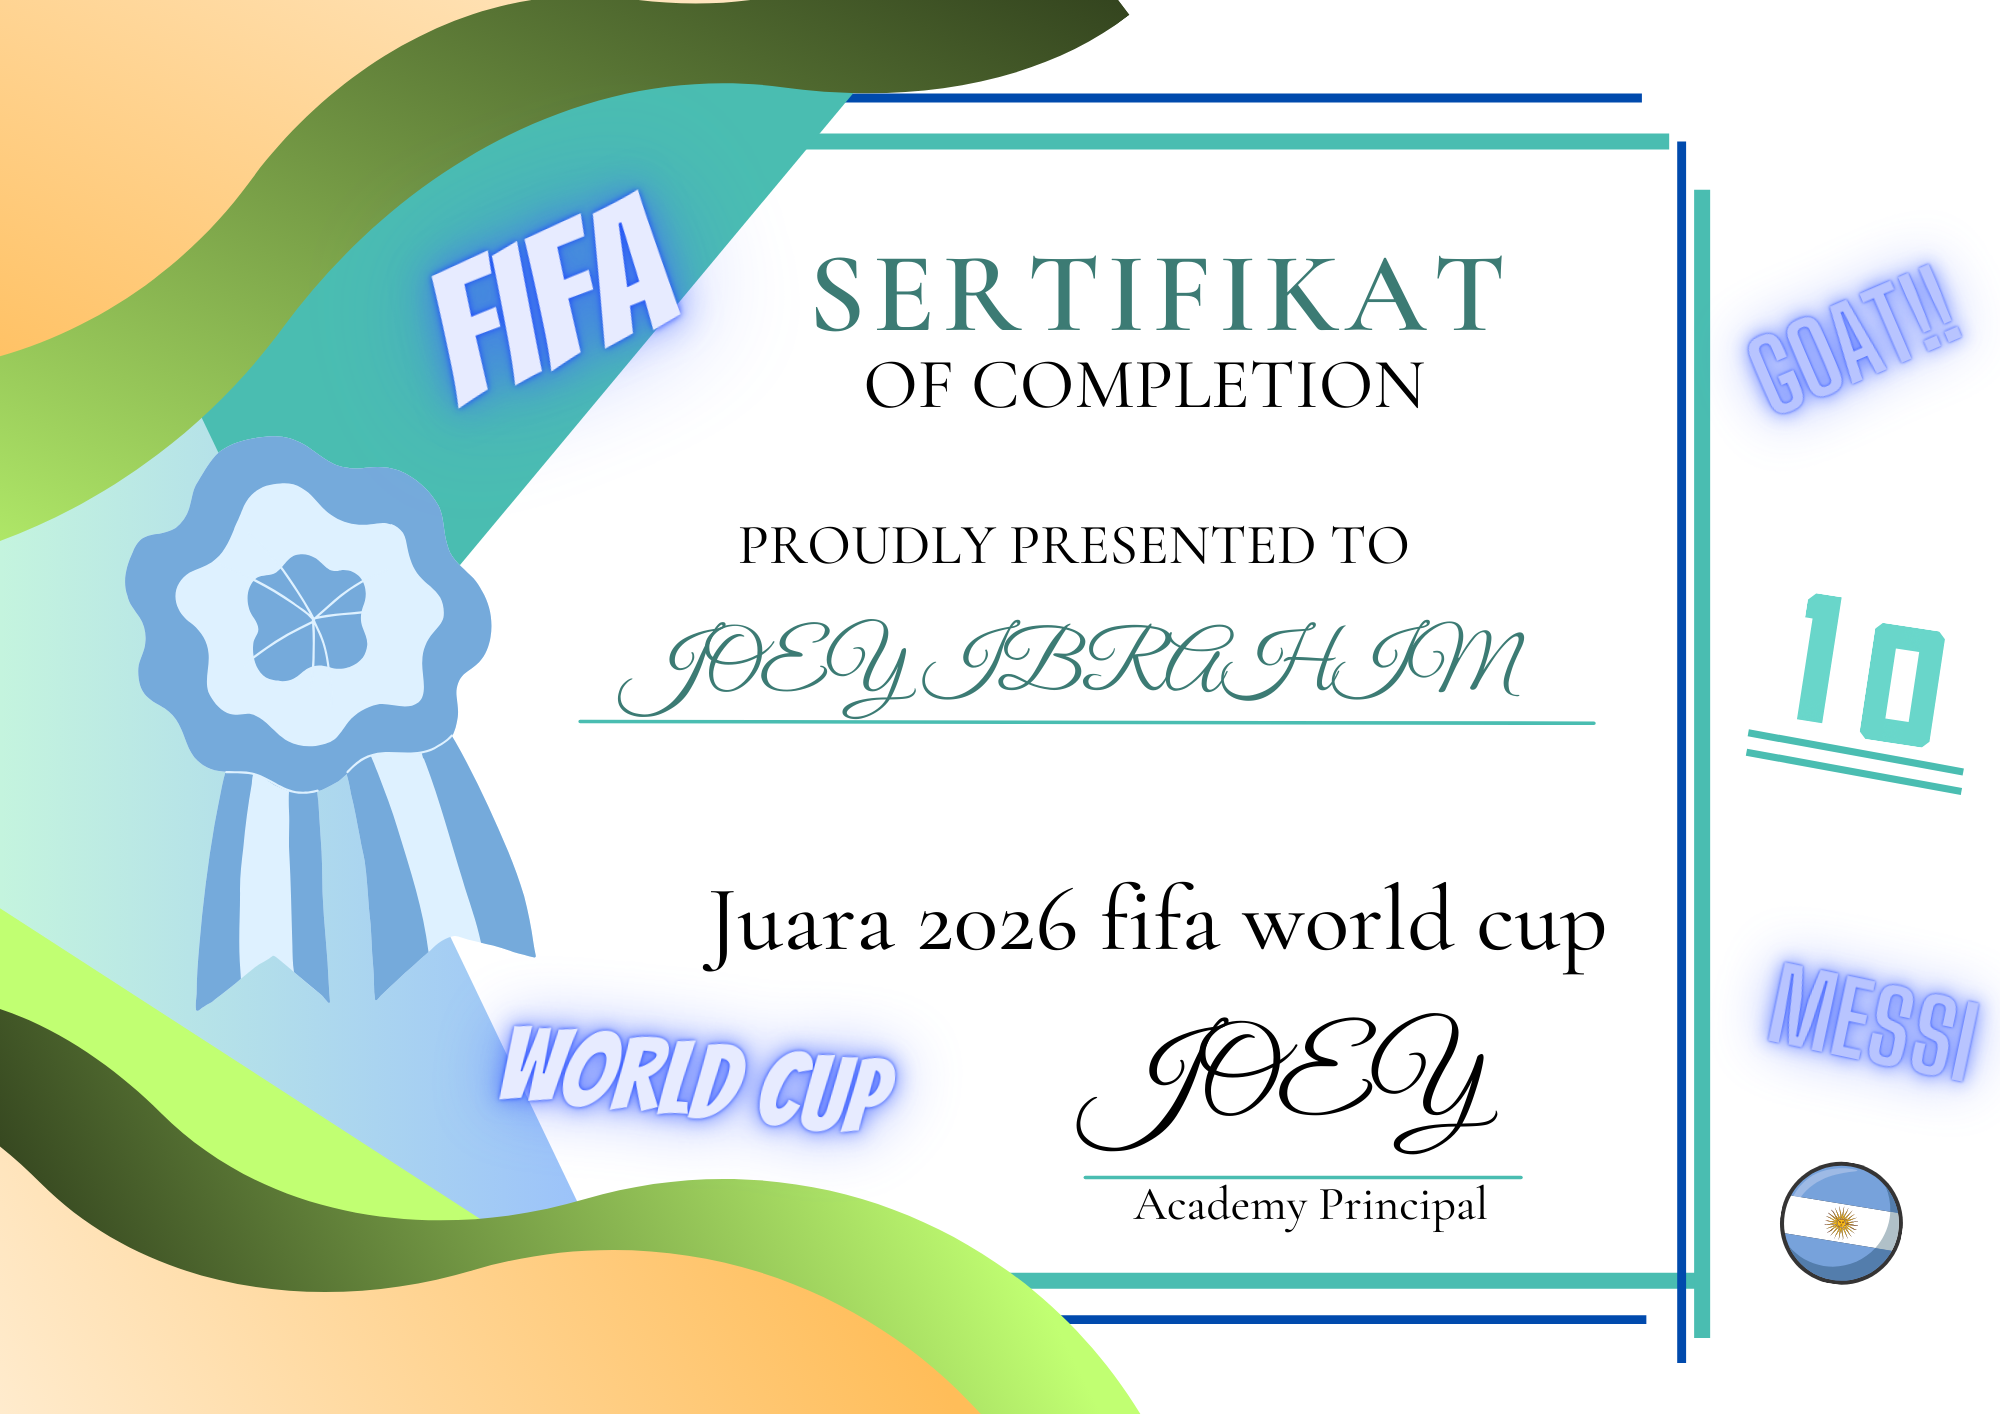 FIFA
SERTIFIKAT
OF COMPLETION
GOAT!!
PROUDLY PRESENTED TO
JOEY IBRAHIM
10
Juara 2026 fifa world cup
MESSI
WORLD CUP
JOEY
Academy Principal